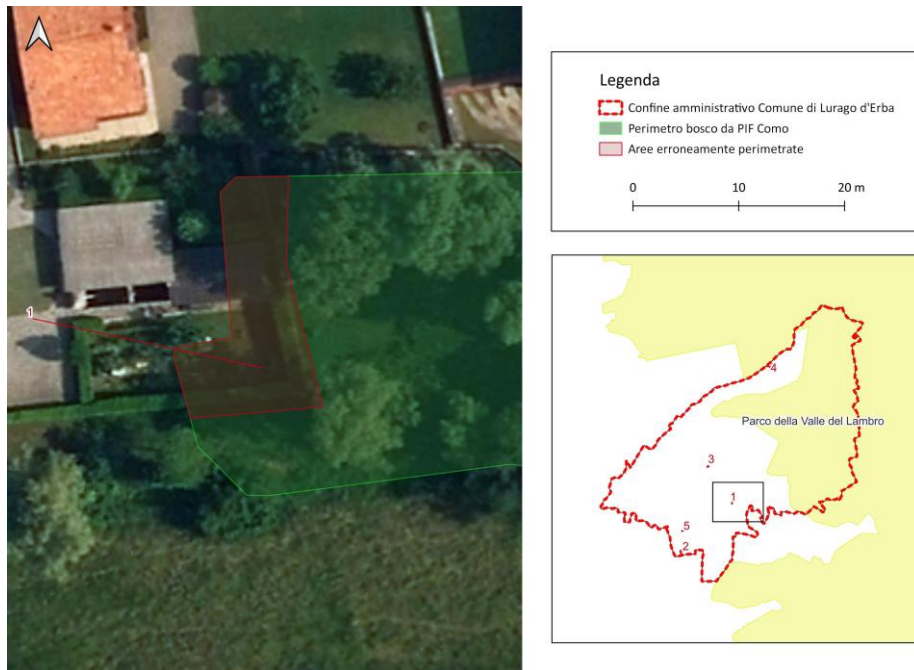 1
Legenda
Confine amministrativo Comune di Lurago d'Erba
Perimetro bosco da PIF Como
Aree erroneamente perimetrate
0 10 20 m
4
Parco della Valle del Lambro
3
1
5
2